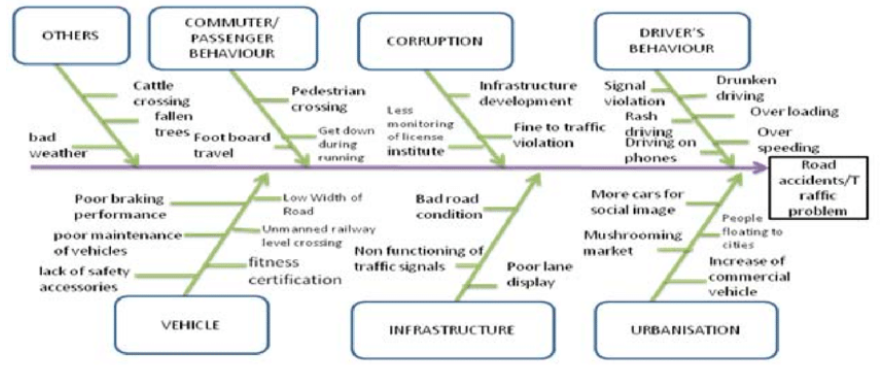 OTHERS
COMMUTER/
PASSENGER
BEHAVIOUR
CORRUPTION
DRIVER'S
BEHAVIOUR
Cattle
crossing
fallen
trees
bad
weather
Pedestrian
crossing
Foot board
travel
Get down
during
running
Less
monitoring
of license
institute
Infrastructure
development
Fine to traffic
violation
Signal
violation
Rash
driving
Driving on
phones
Drunken
driving
Over loading
Over
speeding
Road
accidents/T
raffic
problem
Poor braking
performance
poor maintenance
of vehicles
lack of safety
accessories
Low Width of
Road
Unmanned railway
level crossing
fitness
certification
Bad road
condition
Non functioning of
traffic signals
Poor lane
display
More cars for
social image
Mushrooming
market
People
floating to
cities
Increase of
commercial
vehicle
VEHICLE
INFRASTRUCTURE
URBANISATION